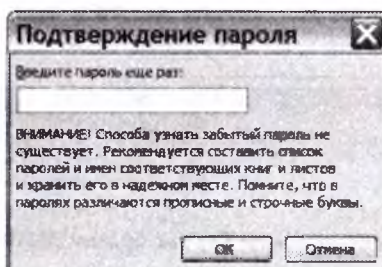 Подтверждение пароля
Введите пароль еще раз:
ВНИМАНИЕ! Способа узнать забытый пароль не
существует. Рекомендуется составить список
паролей и имен соответствующих книг и листов
и хранить его в надежном месте. Помните, что в
паролях различаются прописные и строчные буквы.
ОК
Отмена